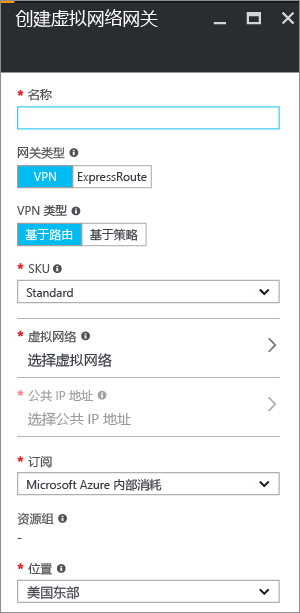 创建虚拟网络网关
* 名称
网关类型
VPN ExpressRoute
VPN 类型
基于路由 基于策略
* SKU
Standard
* 虚拟网络
选择虚拟网络
* 公共 IP 地址
选择公共 IP 地址
* 订阅
Microsoft Azure 内部消耗
资源组
-
* 位置
美国东部